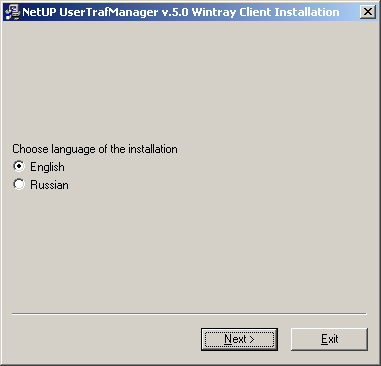 NetUP UserTrafManager v.5.0 Wintray Client Installation
Choose language of the installation
English
Russian
Next >
Exit